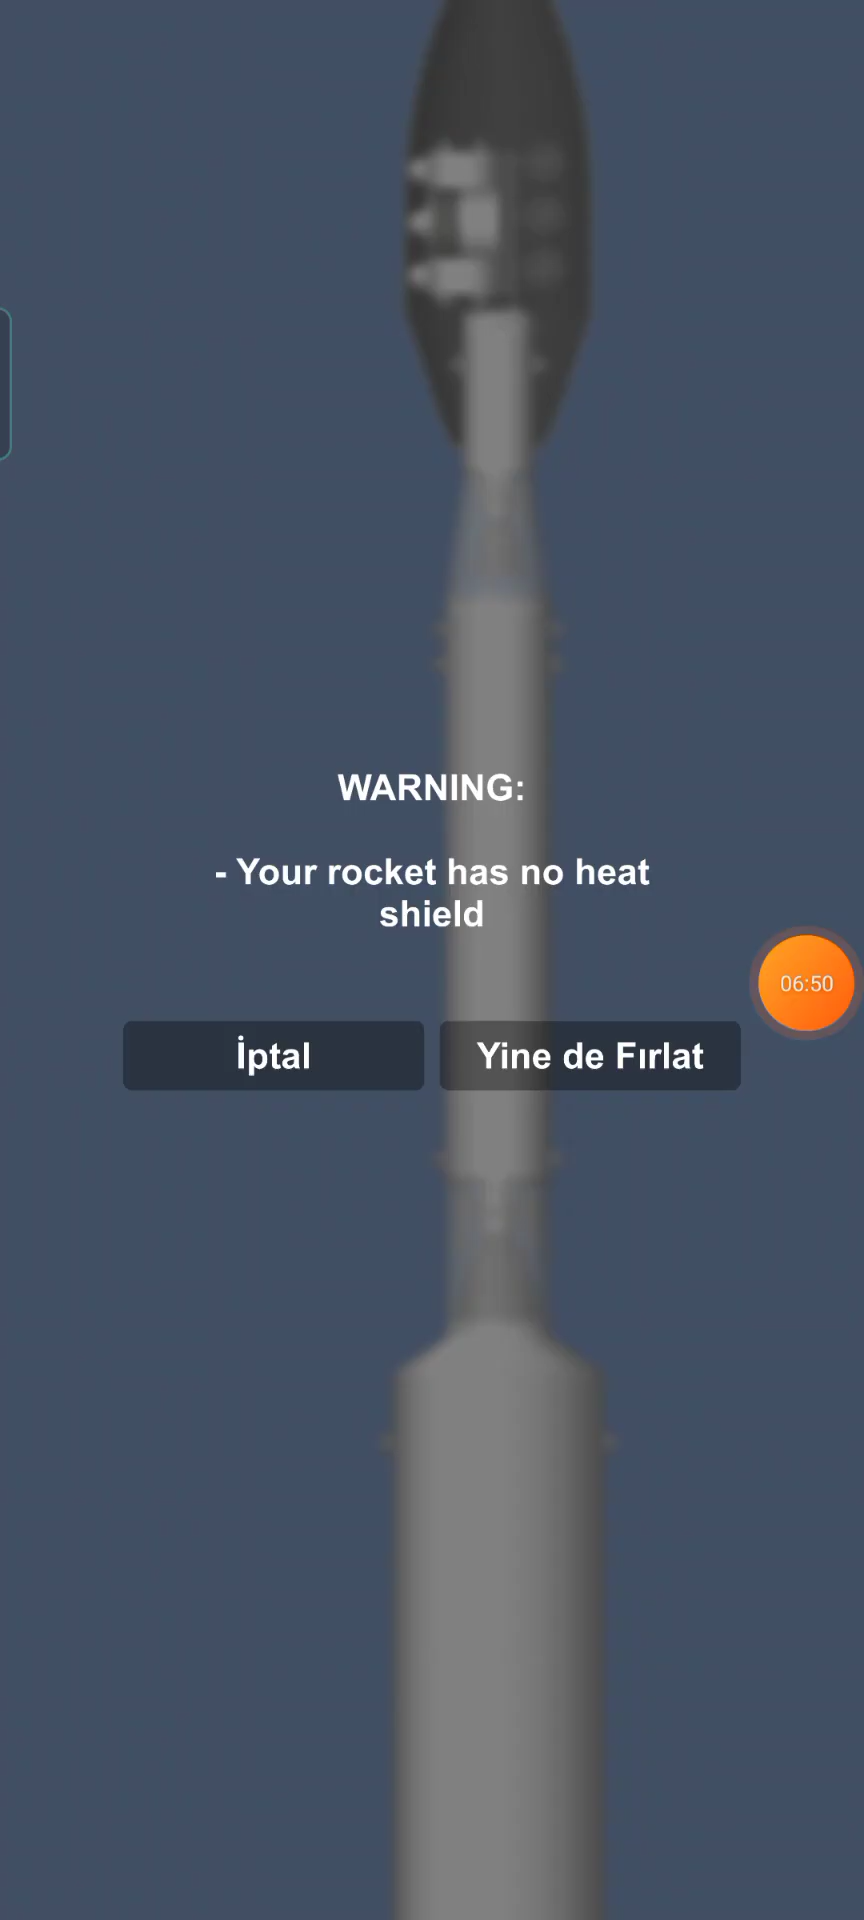 WARNING:
- Your rocket has no heat
shield
06:50
İptal
Yine de Fırlat